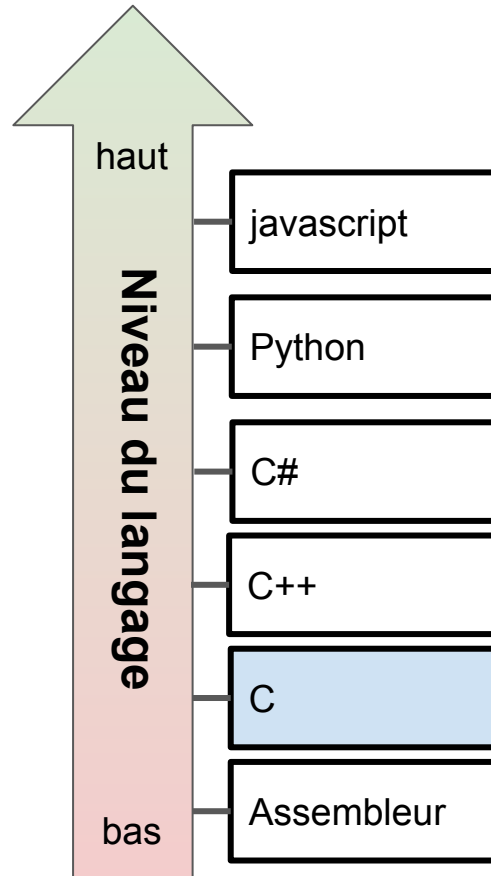 haut
javascript
Niveau du langage
Python
C#
C++
C
bas
Assembleur